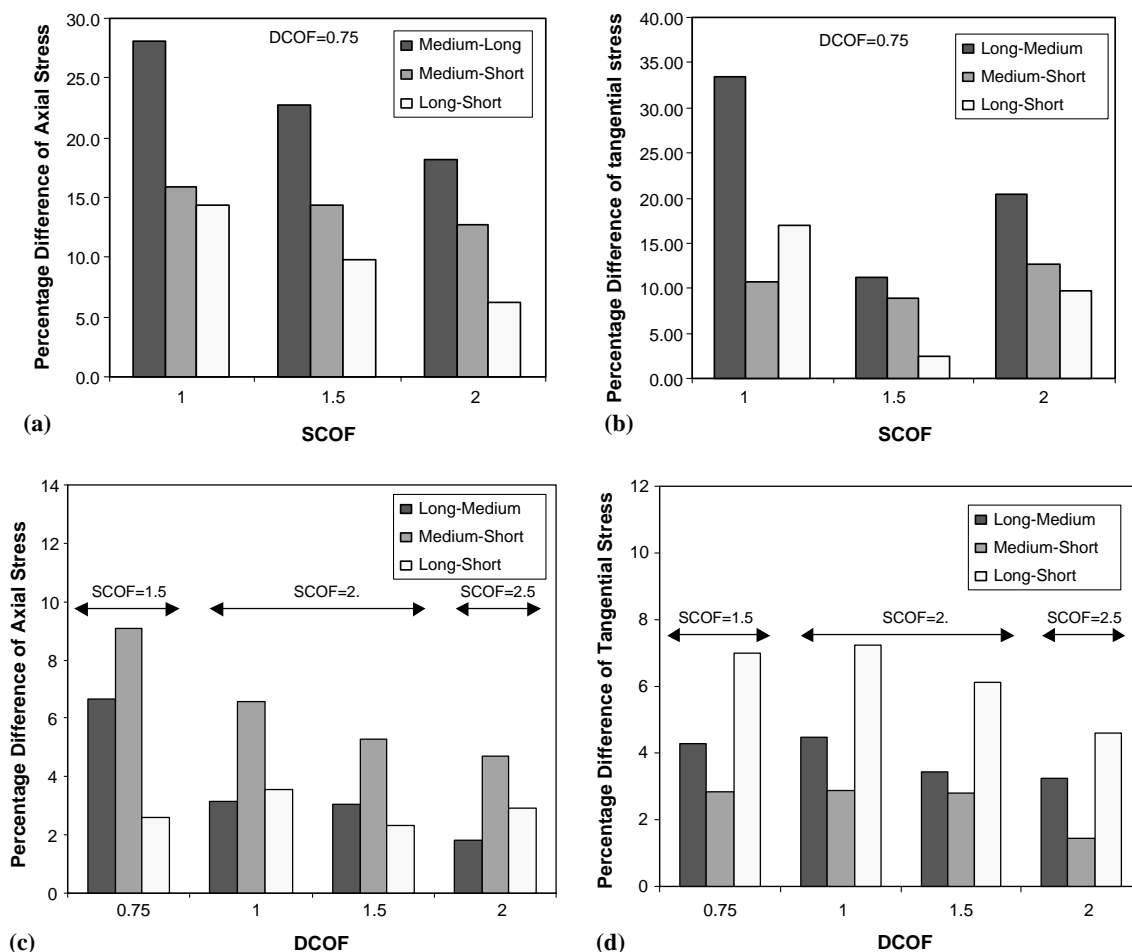 Percentage Difference of Axial Stress
30.0
25.0
20.0
15.0
10.0
5.0
0.0
DCOF=0.75
Medium-Long
Medium-Short
Long-Short
1
1.5
2
(a)
SCOF
Percentage Difference of tangential stress
40.00
35.00
30.00
25.00
20.00
15.00
10.00
5.00
0.00
DCOF=0.75
Long-Medium
Medium-Short
Long-Short
1
1.5
2
(b)
SCOF
Percentage Difference of Axial Stress
14
12
10
8
6
4
2
0
Long-Medium
Medium-Short
Long-Short
SCOF=1.5
SCOF=2.
SCOF=2.5
0.75
1
1.5
2
(c)
DCOF
Percentage Difference of Tangential Stress
12
10
8
6
4
2
0
Long-Medium
Medium-Short
Long-Short
SCOF=1.5
SCOF=2.
SCOF=2.5
0.75
1
1.5
2
(d)
DCOF